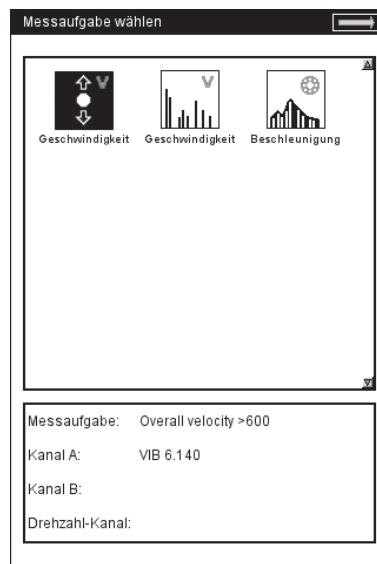 Messaufgabe wählen
V
V
Geschwindigkeit Geschwindigkeit Beschleunigung
Messaufgabe: Overall velocity >600
Kanal A: VIB 6.140
Kanal B:
Drehzahl-Kanal: